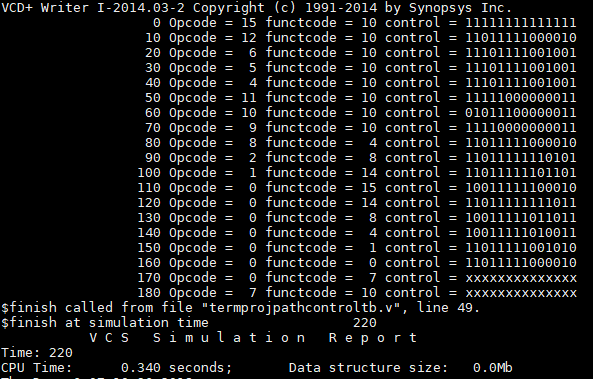 VCD+ Writer I-2014.03-2 Copyright (c) 1991-2014 by Synopsys Inc.
0 Opcode = 15 functcode = 10 control = 11111111111111
10 Opcode = 12 functcode = 10 control = 11011111000010
20 Opcode = 6 functcode = 10 control = 11101111001001
30 Opcode = 5 functcode = 10 control = 11101111001001
40 Opcode = 4 functcode = 10 control = 11101111001001
50 Opcode = 11 functcode = 10 control = 11111000000011
60 Opcode = 10 functcode = 10 control = 01011100000011
70 Opcode = 9 functcode = 10 control = 11110000000011
80 Opcode = 8 functcode = 4 control = 11011111000010
90 Opcode = 2 functcode = 8 control = 11011111110101
100 Opcode = 1 functcode = 14 control = 11011111101101
110 Opcode = 0 functcode = 15 control = 10011111100010
120 Opcode = 0 functcode = 14 control = 11011111111011
130 Opcode = 0 functcode = 8 control = 10011111011011
140 Opcode = 0 functcode = 4 control = 10011111010011
150 Opcode = 0 functcode = 1 control = 11011111001010
160 Opcode = 0 functcode = 0 control = 11011111000010
170 Opcode = 0 functcode = 7 control = xxxxxxxxxxxxxx
180 Opcode = 7 functcode = 10 control = xxxxxxxxxxxxxx
$finish called from file "termprojpathcontroltb.v", line 49.
$finish at simulation time 220
V C S S i m u l a t i o n R e p o r t
Time: 220
CPU Time: 0.340 seconds; Data structure size: 0.0Mb